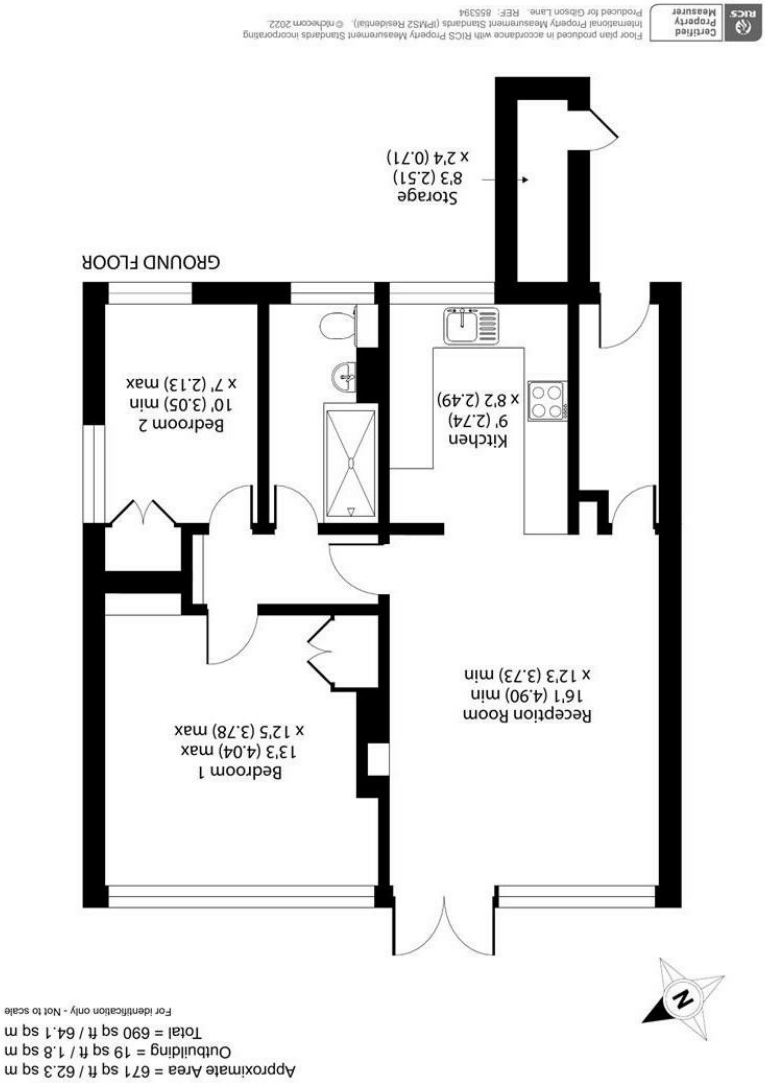 Approximate Area = 671 sq ft / 62.3 sq m
Outbuilding = 19 sq ft / 1.8 sq m
Total = 690 sq ft / 64.1 sq m
For identification only - Not to scale
N
Reception Room
16'1 (4.90) min
x 12'3 (3.73) min
Bedroom 1
13'3 (4.04) max
x 12'5 (3.78) max
Kitchen
9' (2.74)
x 8'2 (2.49)
Bedroom 2
10' (3.05) min
x 7' (2.13) max
GROUND FLOOR
Storage
8'3 (2.51)
x 2'4 (0.71)
RICS
Certified
Property
Measurer
Floor plan produced in accordance with RICS Property Measurement Standards incorporating
International Property Measurement Standards (IPMS2 Residential). © nichecom 2022.
Produced for Gibson Lane. REF: 855394